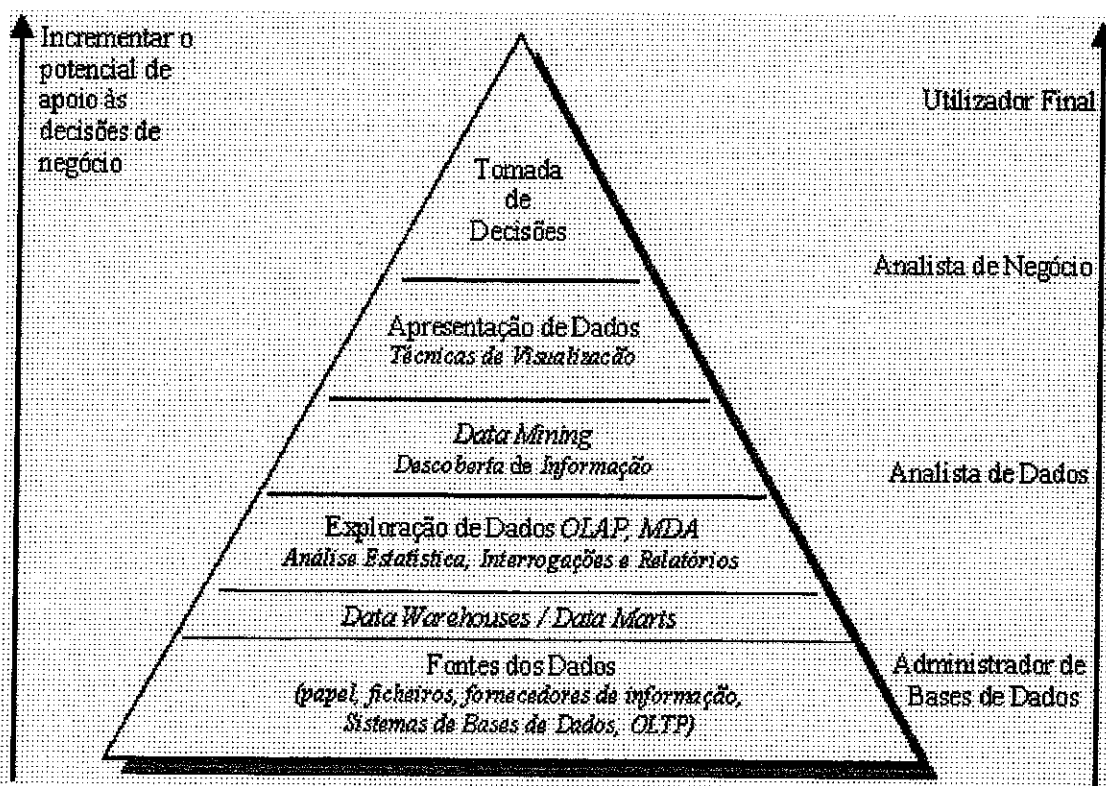 Incrementar o
potencial de
apoio às
decisões de
negócio
Utilizador Final
Tomada
de
Decisões
Analista de Negócio
Apresentação de Dados
Técnicas de Visualização
Data Mining
Descoberta de Informação
Analista de Dados
Exploração de Dados OLAP, MDA
Análise Estatística, Interrogações e Relatórios
Data Warehouses / Data Marts
Fontes dos Dados
(papel, ficheiros, fornecedores de informação,
Sistemas de Bases de Dados, OLTP)
Administrador de
Bases de Dados